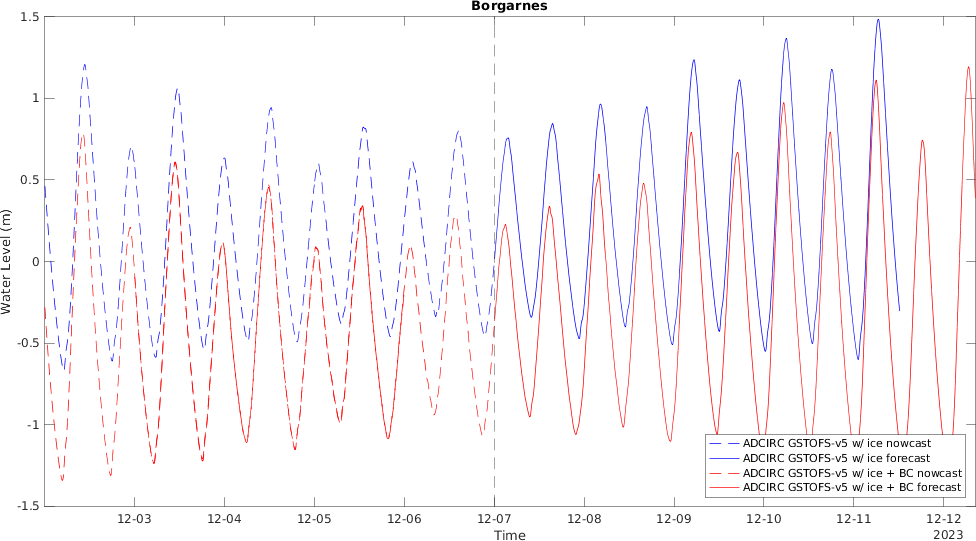 Borgarnes
1.5
1
0.5
0
-0.5
-1
-1.5
Water Level (m)
12-03 12-04 12-05 12-06 12-07 12-08 12-09 12-10 12-11 12-12
Time
2023
ADCIRC GSTOFS-v5 w/ ice nowcast
ADCIRC GSTOFS-v5 w/ ice forecast
ADCIRC GSTOFS-v5 w/ ice + BC nowcast
ADCIRC GSTOFS-v5 w/ ice + BC forecast